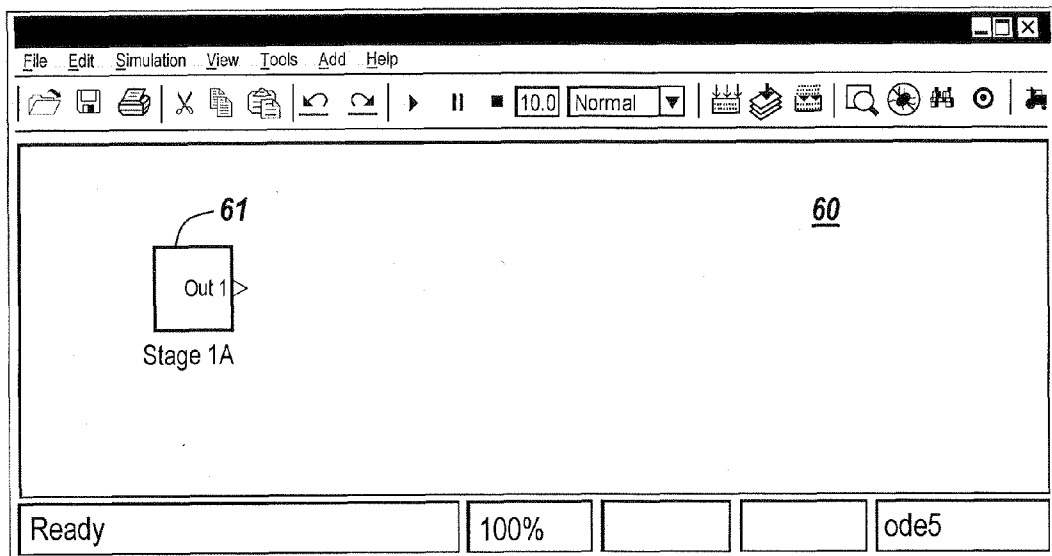 File Edit Simulation View Tools Add Help
10.0 Normal
61
60
Out 1
Stage 1A
Ready 100% ode5